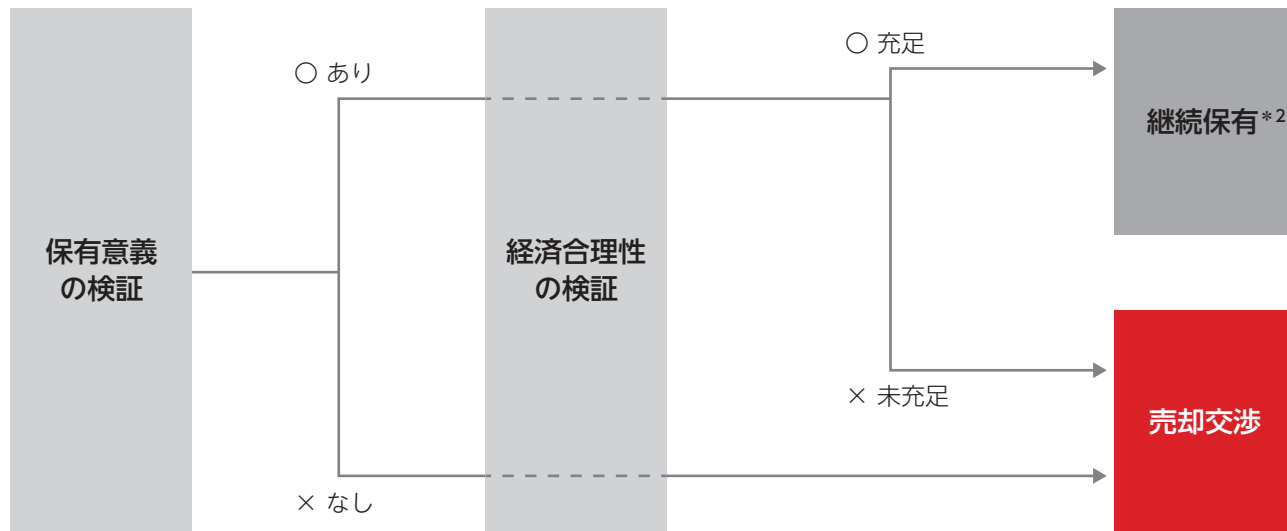 保有意義
の検証
○ あり
× なし
経済合理性
の検証
○ 充足
× 未充足
継続保有*2
売却交渉